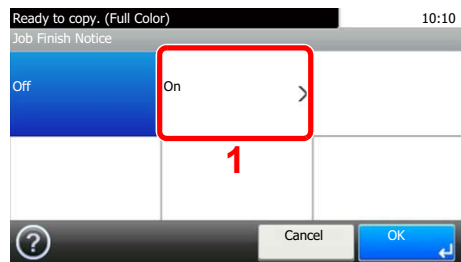 Ready to copy. (Full Color) 10:10
Job Finish Notice
Off On
1
? Cancel OK